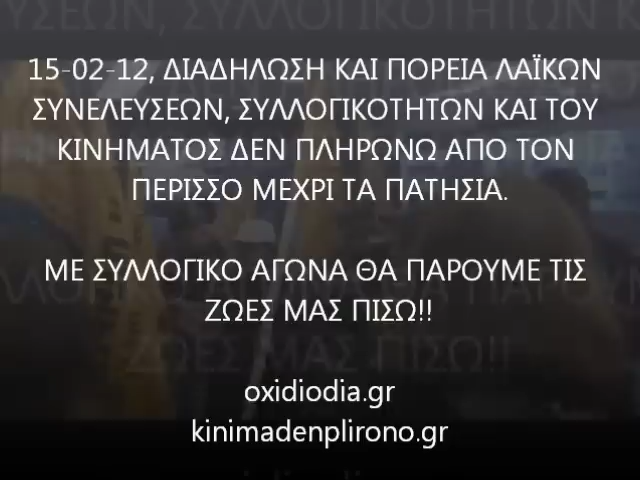 15-02-12, ΔΙΑΔΗΛΩΣΗ ΚΑΙ ΠΟΡΕΙΑ ΛΑΪΚΩΝ
ΣΥΝΕΛΕΥΣΕΩΝ, ΣΥΛΛΟΓΙΚΟΤΗΤΩΝ ΚΑΙ ΤΟΥ
ΚΙΝΗΜΑΤΟΣ ΔΕΝ ΠΛΗΡΩΝΩ ΑΠΟ ΤΟΝ
ΠΕΡΙΣΣΟ ΜΕΧΡΙ ΤΑ ΠΑΤΗΣΙΑ.
ΜΕ ΣΥΛΛΟΓΙΚΟ ΑΓΩΝΑ ΘΑ ΠΑΡΟΥΜΕ ΤΙΣ
ΖΩΕΣ ΜΑΣ ΠΙΣΩ!!
oxidiodia.gr
kinimadenplirono.gr